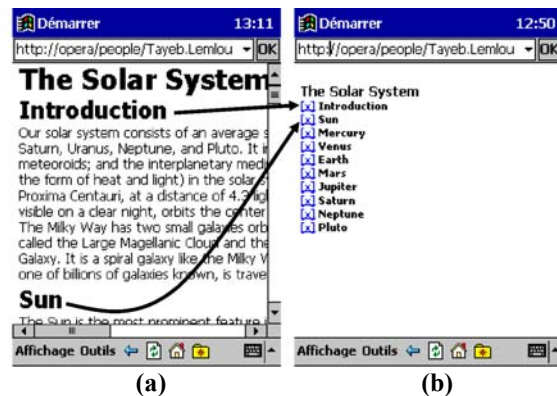 Démarrer 13:11
http://opera/people/Tayeb.Lemlou OK
The Solar System
Introduction
Our solar system consists of an average s
Saturn, Uranus, Neptune, and Pluto. It in
meteoroids; and the interplanetary medi
the form of heat and light) in the solar s
Proxima Centauri, at a distance of 4.3 lig
visible on a clear night, orbits the center
The Milky Way has two small galaxies orb
called the Large Magellanic Cloud and the
Galaxy. It is a spiral galaxy like the Milky W
one of billions of galaxies known, is trave
Sun
The Sun is the most prominent feature i
Affichage Outils
(a)
Démarrer 12:50
http://opera/people/Tayeb.Lemlou OK
The Solar System
[x] Introduction
[x] Sun
[x] Mercury
[x] Venus
[x] Earth
[x] Mars
[x] Jupiter
[x] Saturn
[x] Neptune
[x] Pluto
Affichage Outils
(b)